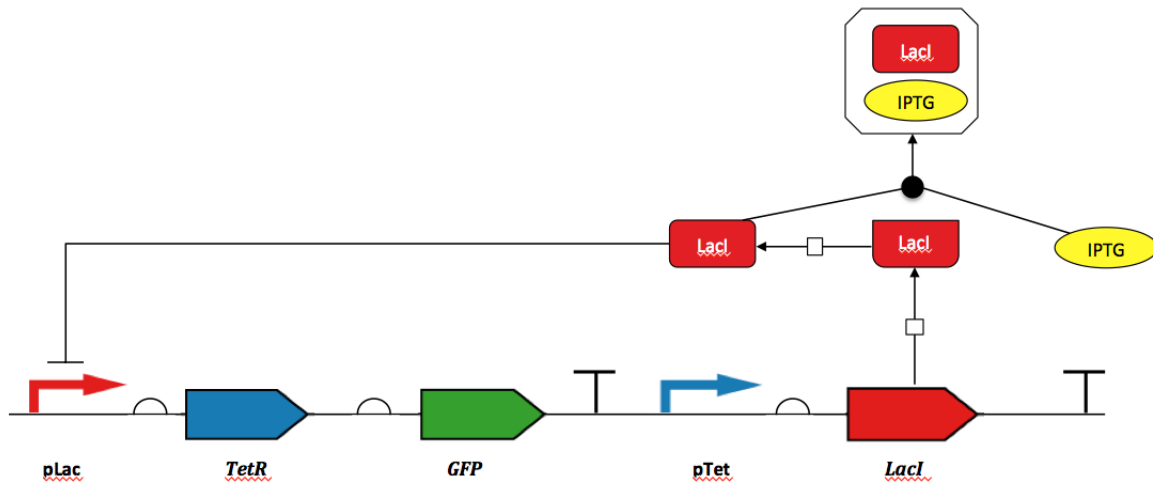 LacI
IPTG
LacI
LacI
IPTG
pLac
TetR
GFP
pTet
LacI